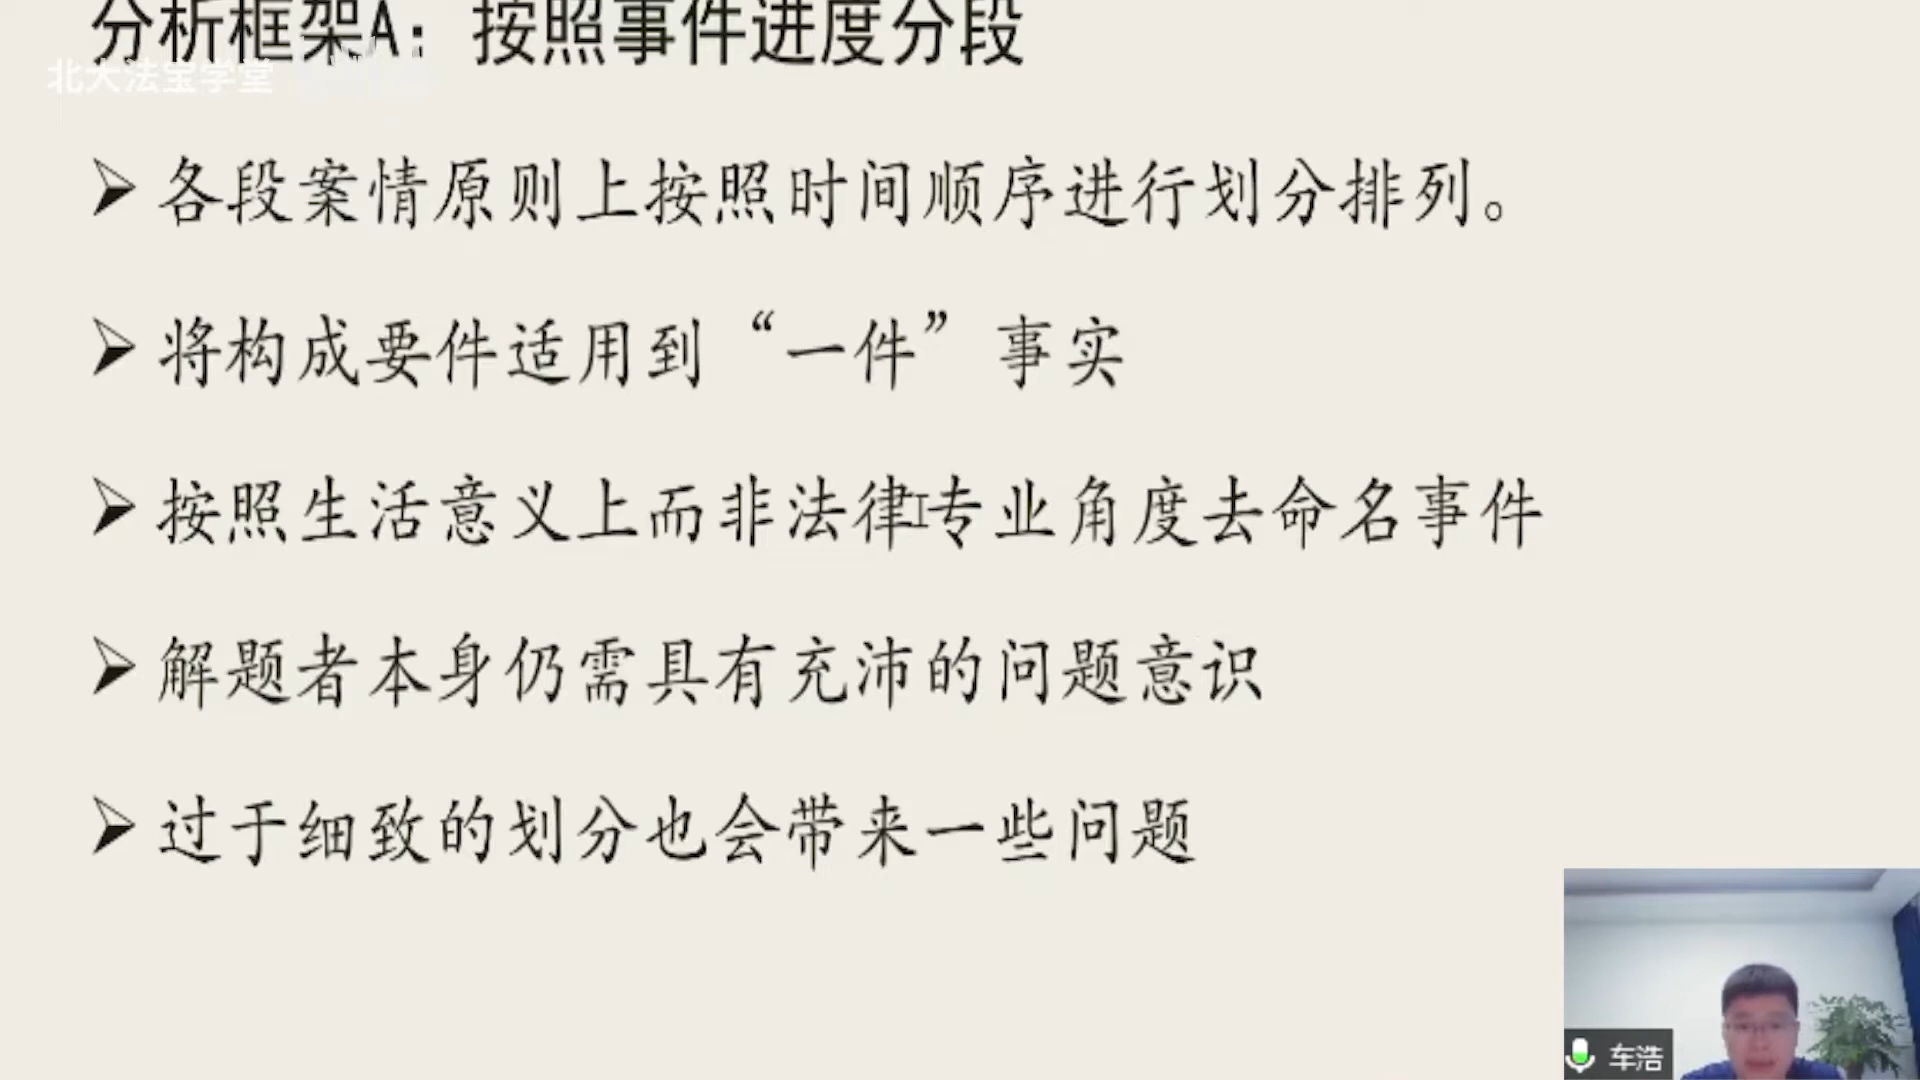 分析框架A：按照事件进度分段
北大法宝学堂
各段案情原则上按照时间顺序进行划分排列。
将构成要件适用到“一件”事实
按照生活意义上而非法律专业角度去命名事件
解题者本身仍需具有充沛的问题意识
过于细致的划分也会带来一些问题
车浩